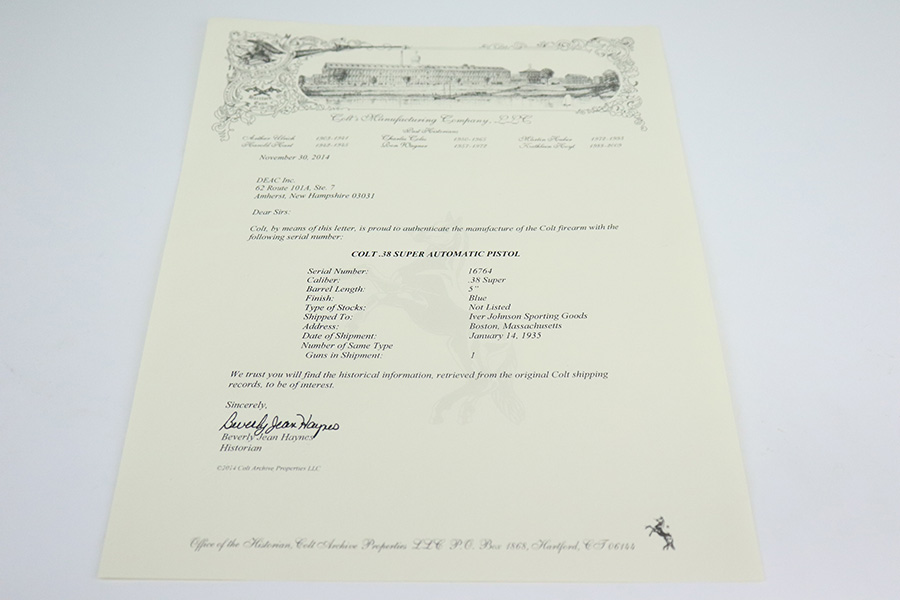 Colt's Manufacturing Company, LLC
Past Historians
Martin Huber
Kathleen Hoyt
November 30, 2014
DEAC Inc.
62 Route 101A, Ste. 7
Amherst, New Hampshire 03031
Dear Sirs:
Colt, by means of this letter, is proud to authenticate the manufacture of the Colt firearm with the
following serial number:
COLT .38 SUPER AUTOMATIC PISTOL
Serial Number: 16764
Caliber: .38 Super
Barrel Length: 5"
Finish: Blue
Type of Stocks: Not Listed
Shipped To: Iver Johnson Sporting Goods
Address: Boston, Massachusetts
Date of Shipment: January 14, 1935
Number of Same Type
Guns in Shipment: 1
We trust you will find the historical information, retrieved from the original Colt shipping
records, to be of interest.
Sincerely,
Beverly Jean Haynes
Beverly Jean Haynes
Historian
©2014 Colt Archive Properties LLC
Office of the Historian, Colt Archive Properties LLC P.O. Box 1868, Hartford, CT 06144